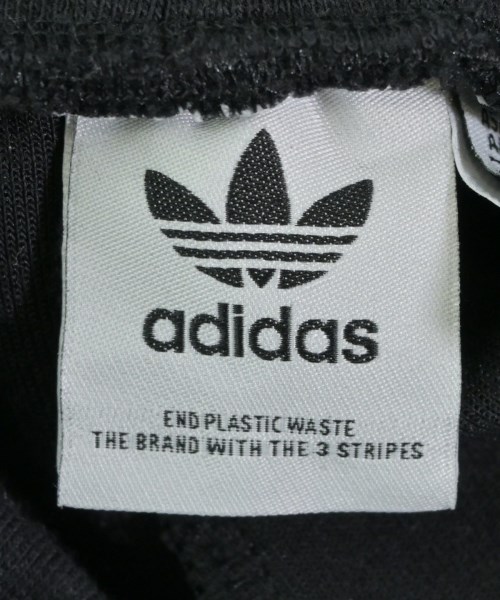 adidas
END PLASTIC WASTE
THE BRAND WITH THE 3 STRIPES